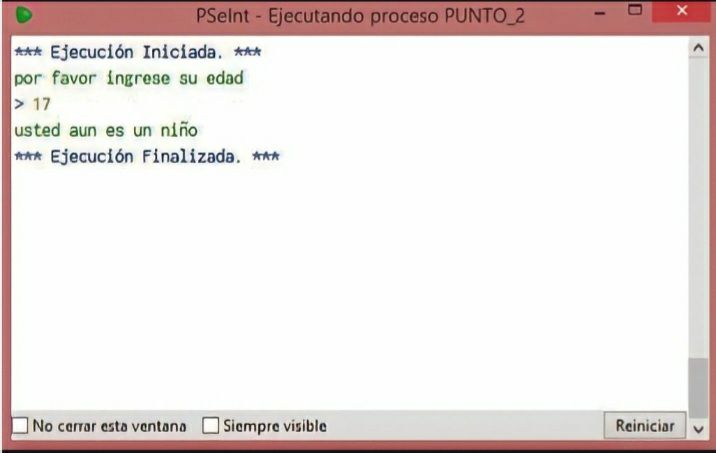 PSeInt - Ejecutando proceso PUNTO_2
*** Ejecución Iniciada. ***
por favor ingrese su edad
> 17
usted aun es un niño
*** Ejecución Finalizada. ***
No cerrar esta ventana
Siempre visible
Reiniciar